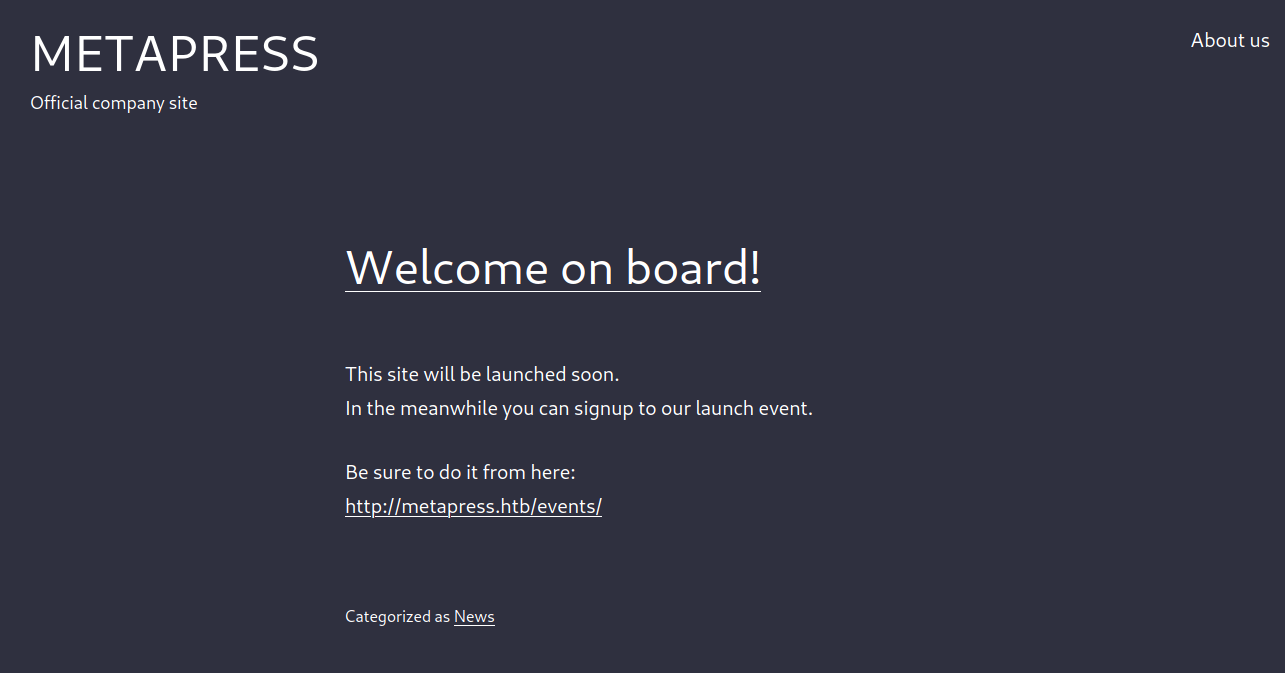 METAPRESS
About us
Official company site
Welcome on board!
This site will be launched soon.
In the meanwhile you can signup to our launch event.
Be sure to do it from here:
http://metapress.htb/events/
Categorized as News